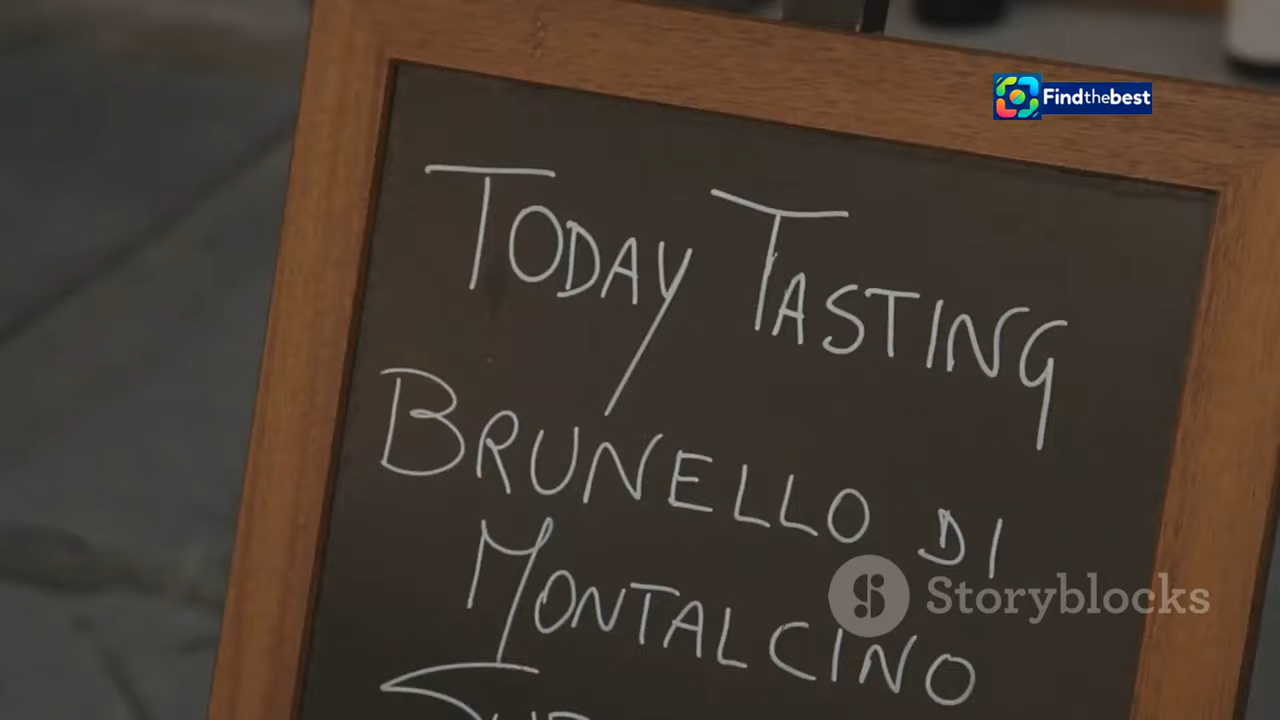 Findthebest
TODAY TASTING
BRUNELLO DI
MONTALCINO
Storyblocks